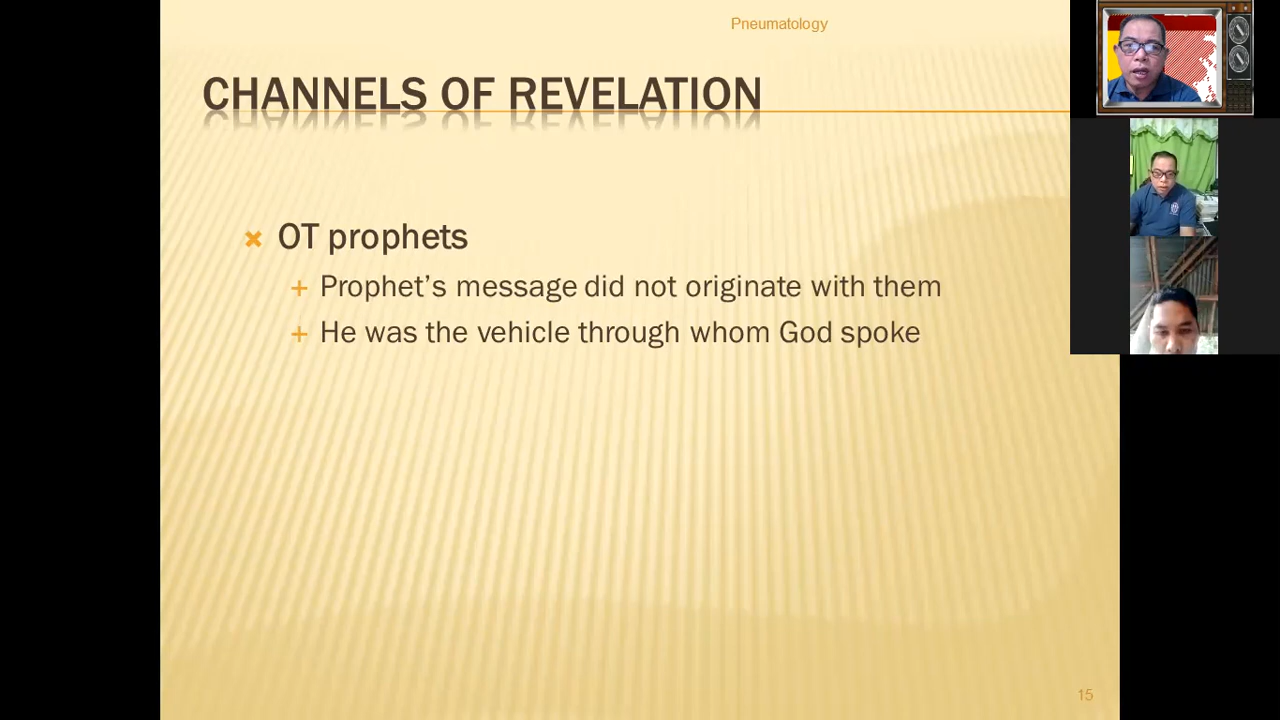 Pneumatology
CHANNELS OF REVELATION
OT prophets
Prophet’s message did not originate with them
He was the vehicle through whom God spoke
15